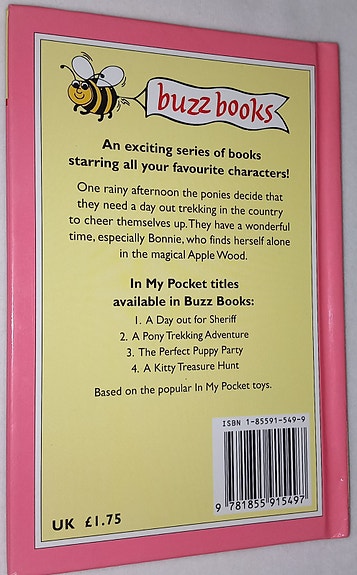 buzz books
An exciting series of books
starring all your favourite characters!
One rainy afternoon the ponies decide that
they need a day out trekking in the country
to cheer themselves up. They have a wonderful
time, especially Bonnie, who finds herself alone
in the magical Apple Wood.
In My Pocket titles
available in Buzz Books:
1. A Day out for Sheriff
2. A Pony Trekking Adventure
3. The Perfect Puppy Party
4. A Kitty Treasure Hunt
Based on the popular In My Pocket toys.
ISBN 1-85591-549-9
9 781855 915497
UK £1.75